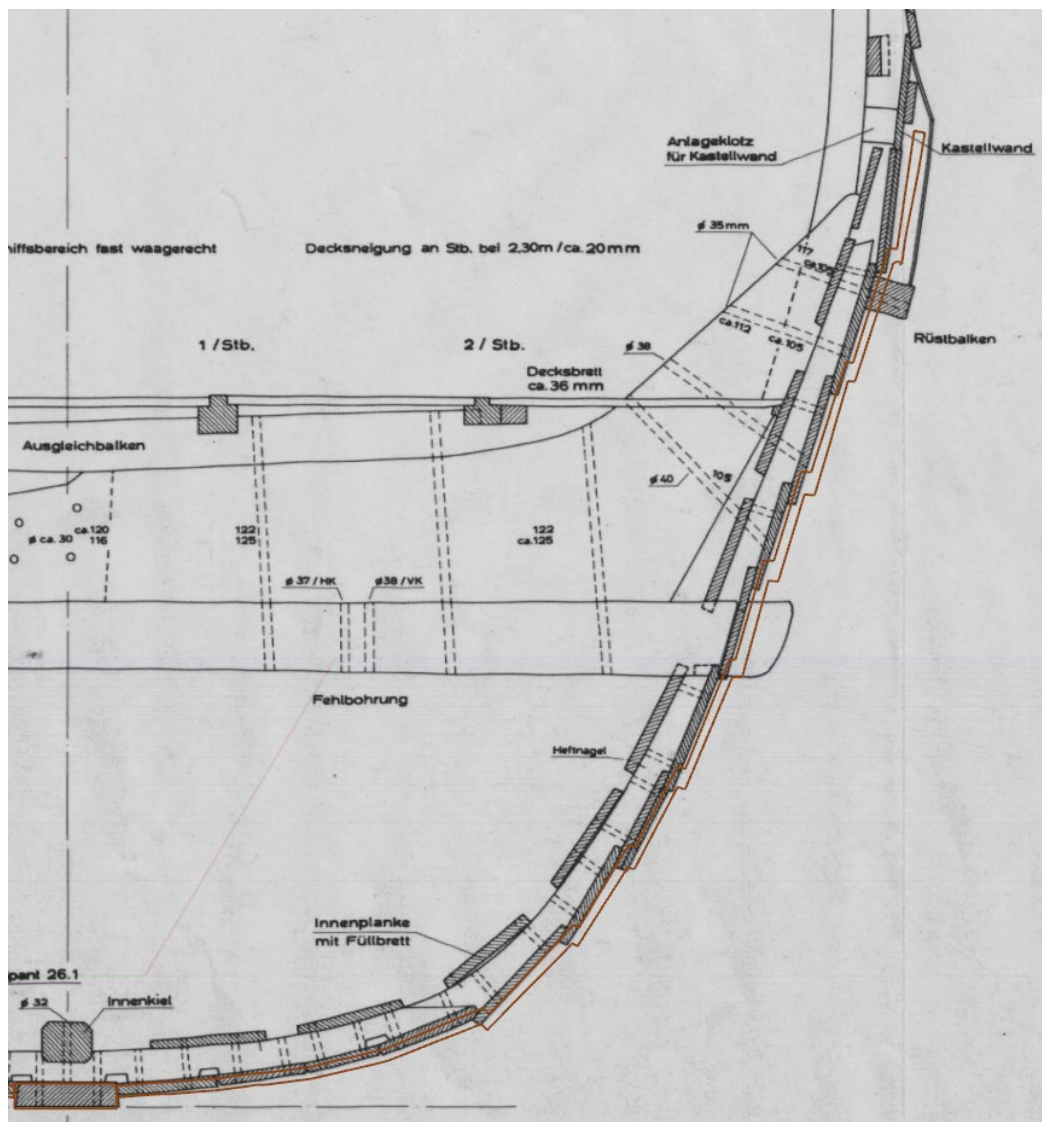 Anlageklotz
für Kastellwand
Kastellwand
ø 35mm
117
ca.105
iffsbereich fast waagerecht
Decksneigung an Stb. bei 2,30m/ca.20mm
ca.112
ca.105
Rüstbalken
1 / Stb.
2 / Stb.
ø 38
Decksbrett
ca. 36 mm
Ausgleichbalken
ø 40
105
ca.120
116
ø ca. 30
122
125
122
ca.125
ø 37 / HK
ø38 / VK
Fehlbohrung
Heftnagel
Innenplanke
mit Füllbrett
pant 26.1
ø 32
Innenkiel